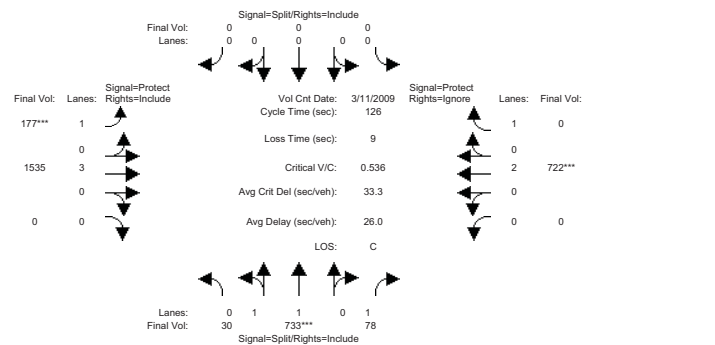 Signal=Split/Rights=Include
Final Vol: 0 0 0
Lanes: 0 0 0 0 0
Signal=Protect Signal=Protect
Final Vol: Lanes: Rights=Include Vol Cnt Date: 3/11/2009 Rights=Ignore Lanes: Final Vol:
Cycle Time (sec): 126
177*** 1 1 0
Loss Time (sec): 9
0 0
1535 3 Critical V/C: 0.536 2 722***
0 Avg Crit Del (sec/veh): 33.3 0
0 0 Avg Delay (sec/veh): 26.0 0 0
LOS: C
Lanes: 0 1 1 0 1
Final Vol: 30 733*** 78
Signal=Split/Rights=Include